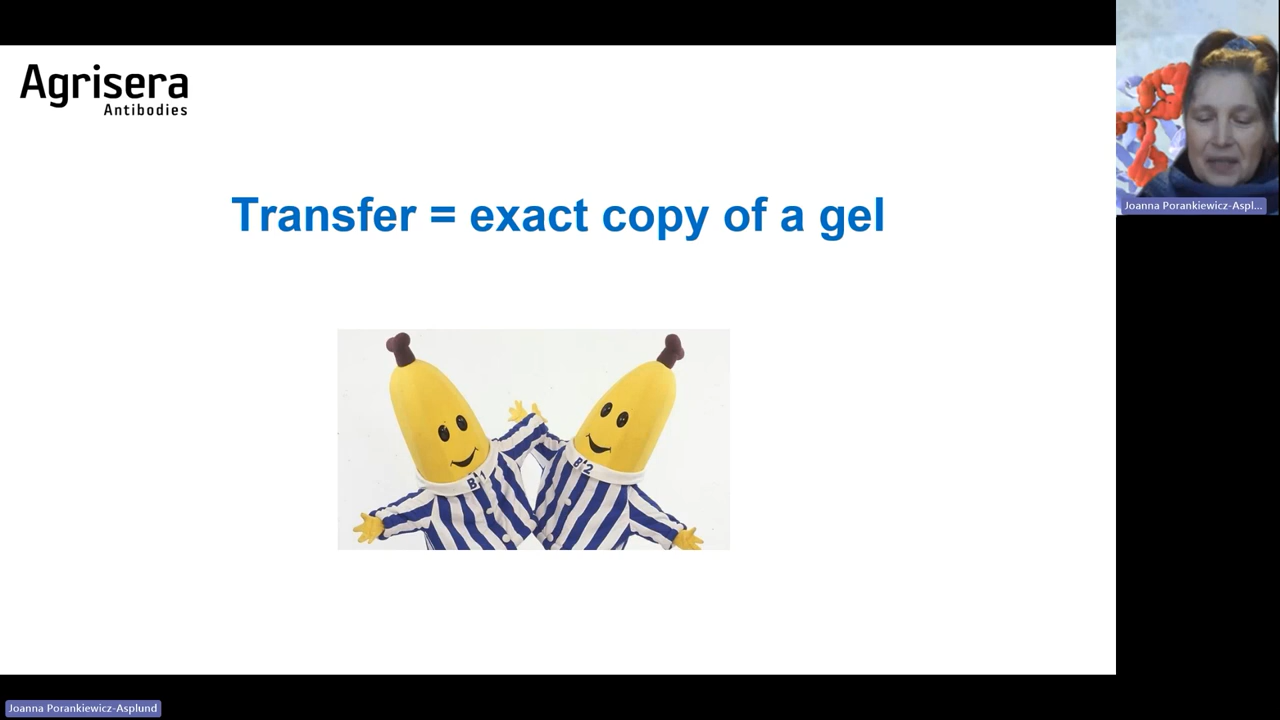 Agrisera
Antibodies
Transfer = exact copy of a gel
B1
B2
Joanna Porankiewicz-Aspl...
Joanna Porankiewicz-Asplund